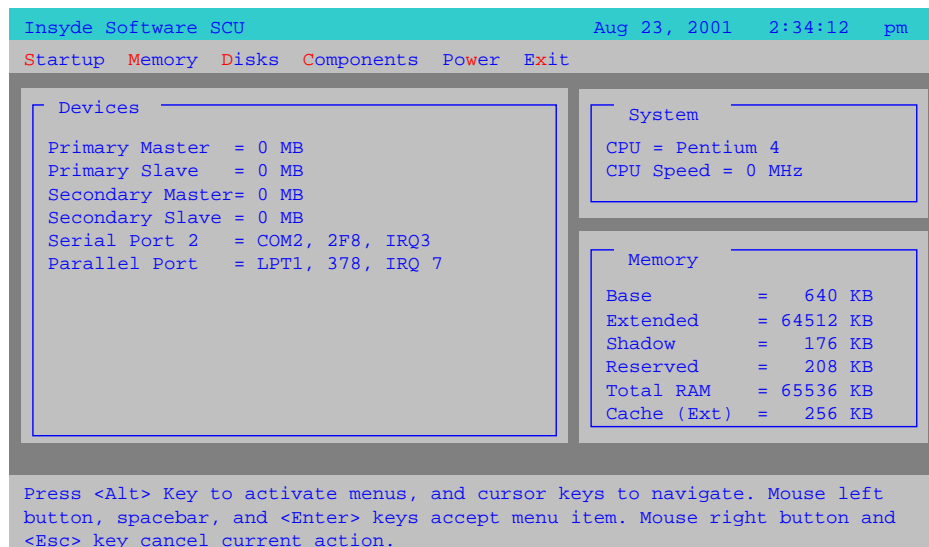 Insyde Software SCU Aug 23, 2001 2:34:12 pm
Startup Memory Disks Components Power Exit
Devices
Primary Master = 0 MB
Primary Slave = 0 MB
Secondary Master= 0 MB
Secondary Slave = 0 MB
Serial Port 2 = COM2, 2F8, IRQ3
Parallel Port = LPT1, 378, IRQ 7
System
CPU = Pentium 4
CPU Speed = 0 MHz
Memory
Base = 640 KB
Extended = 64512 KB
Shadow = 176 KB
Reserved = 208 KB
Total RAM = 65536 KB
Cache (Ext) = 256 KB
Press <Alt> Key to activate menus, and cursor keys to navigate. Mouse left
button, spacebar, and <Enter> keys accept menu item. Mouse right button and
<Esc> key cancel current action.